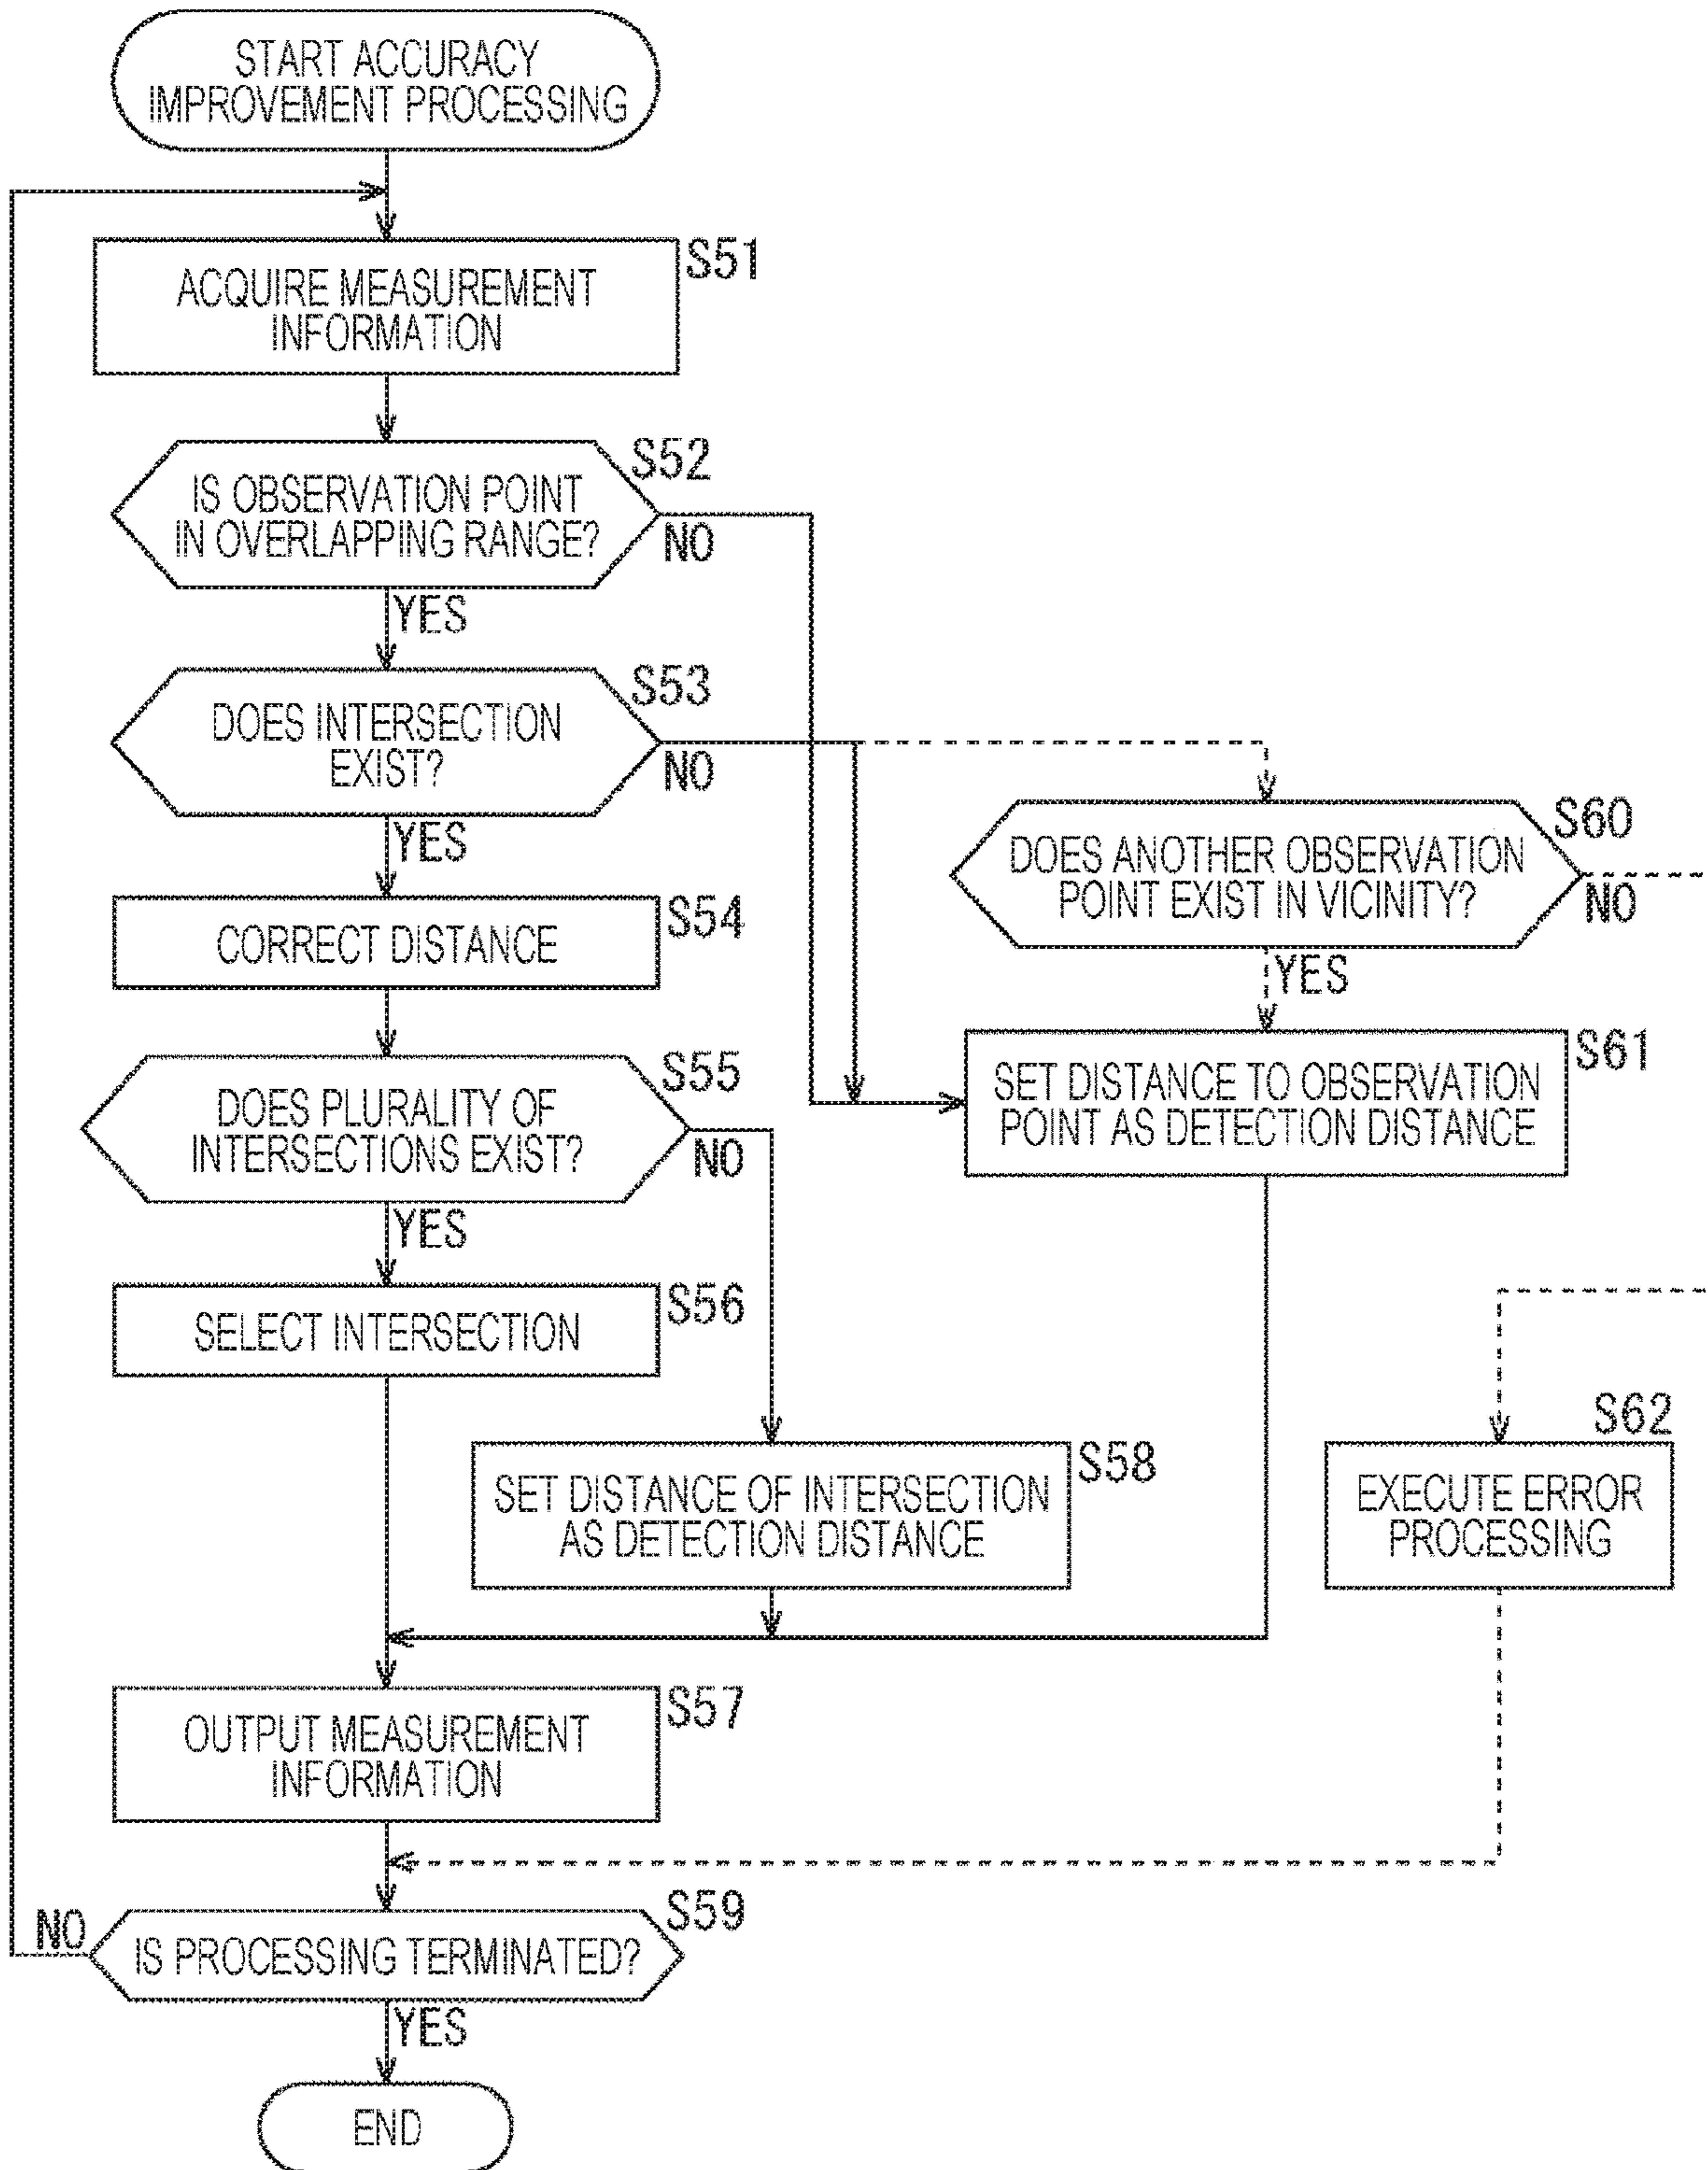 START ACCURACY
IMPROVEMENT PROCESSING
S51
ACQUIRE MEASUREMENT
INFORMATION
S52
IS OBSERVATION POINT
IN OVERLAPPING RANGE?
NO
YES
S53
DOES INTERSECTION
EXIST?
NO
YES
S60
DOES ANOTHER OBSERVATION
POINT EXIST IN VICINITY?
NO
YES
S54
CORRECT DISTANCE
S61
SET DISTANCE TO OBSERVATION
POINT AS DETECTION DISTANCE
S55
DOES PLURALITY OF
INTERSECTIONS EXIST?
NO
YES
S56
SELECT INTERSECTION
S58
SET DISTANCE OF INTERSECTION
AS DETECTION DISTANCE
S62
EXECUTE ERROR
PROCESSING
S57
OUTPUT MEASUREMENT
INFORMATION
S59
NO
IS PROCESSING TERMINATED?
YES
END